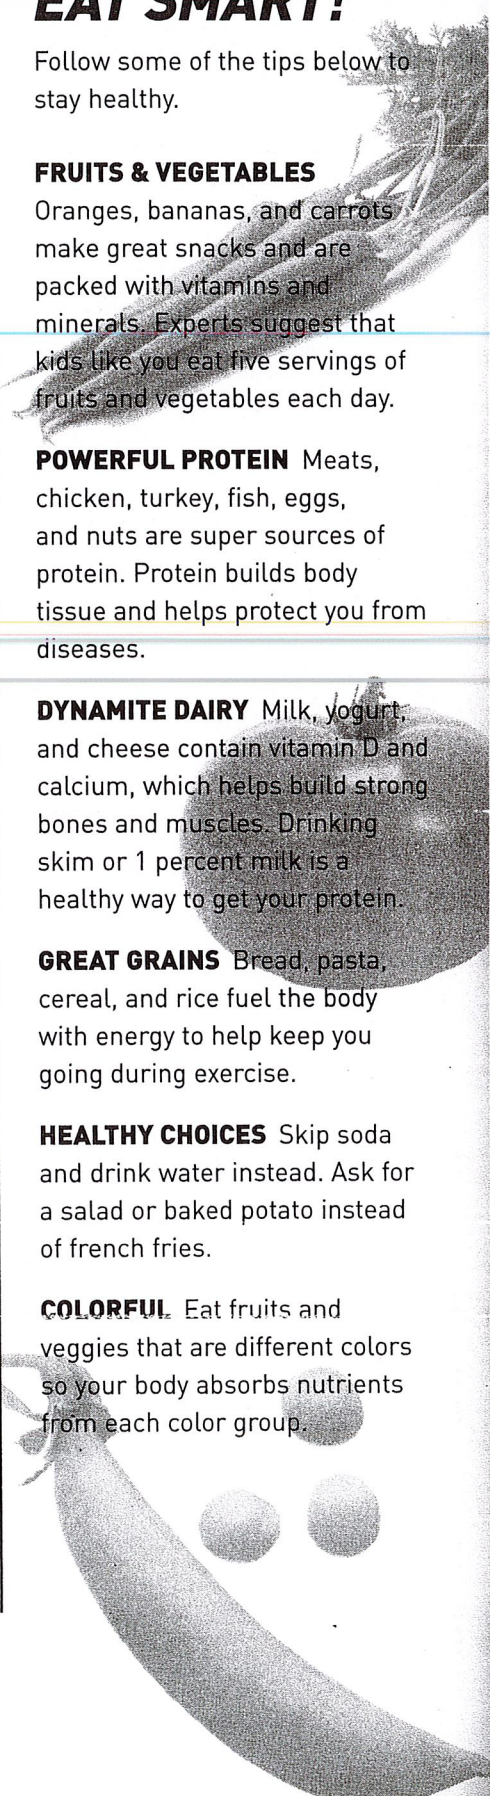 EAT SMART!
Follow some of the tips below to
stay healthy.
FRUITS & VEGETABLES
Oranges, bananas, and carrots
make great snacks and are
packed with vitamins and
minerals. Experts suggest that
kids like you eat five servings of
fruits and vegetables each day.
POWERFUL PROTEIN Meats,
chicken, turkey, fish, eggs,
and nuts are super sources of
protein. Protein builds body
tissue and helps protect you from
diseases.
DYNAMITE DAIRY Milk, yogurt,
and cheese contain vitamin D and
calcium, which helps build strong
bones and muscles. Drinking
skim or 1 percent milk is a
healthy way to get your protein.
GREAT GRAINS Bread, pasta,
cereal, and rice fuel the body
with energy to help keep you
going during exercise.
HEALTHY CHOICES Skip soda
and drink water instead. Ask for
a salad or baked potato instead
of french fries.
COLORFUL Eat fruits and
veggies that are different colors
so your body absorbs nutrients
from each color group.